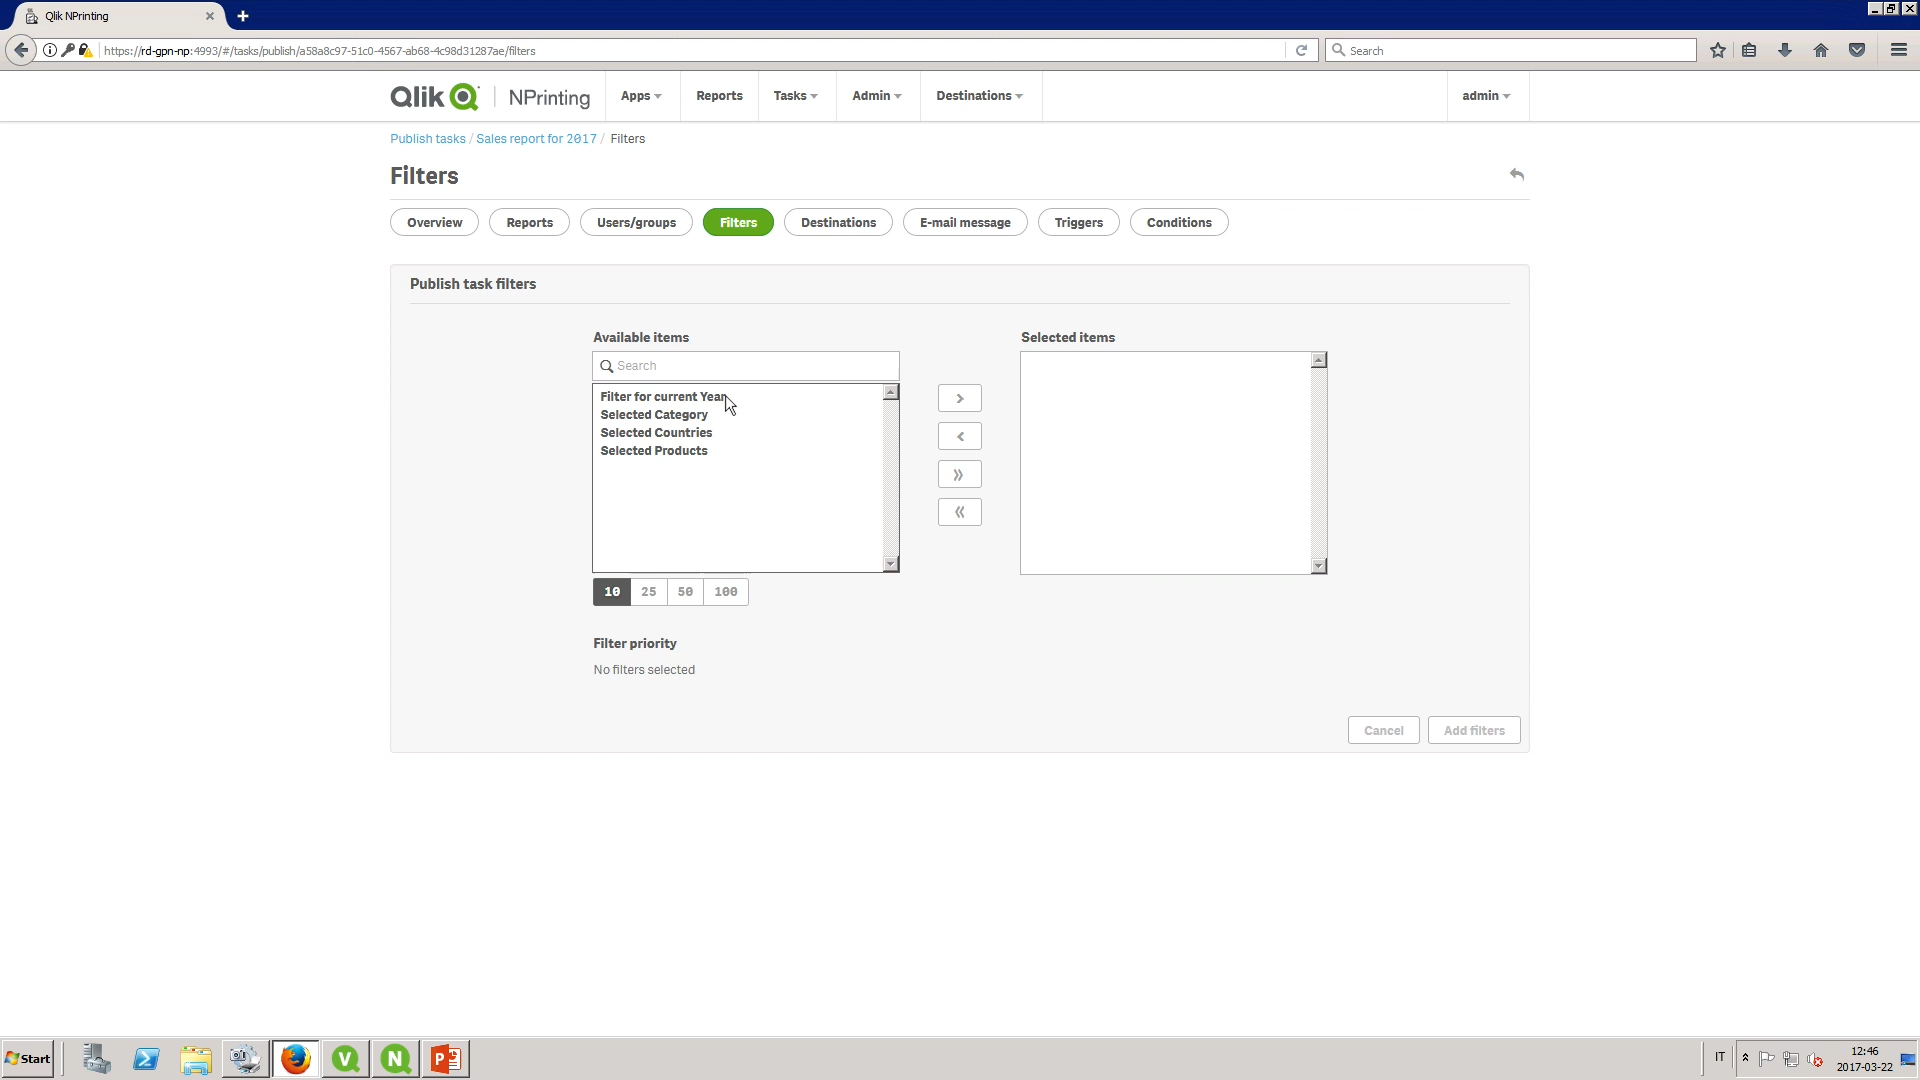 Qlik NPrinting
https://rd-gpn-np:4993/#/tasks/publish/a58a8c97-51c0-4567-ab68-4c98d31287ae/filters
Search
Qlik NPrinting
Apps
Reports
Tasks
Admin
Destinations
admin
Publish tasks / Sales report for 2017 / Filters
Filters
Overview
Reports
Users/groups
Filters
Destinations
E-mail message
Triggers
Conditions
Publish task filters
Available items
Selected items
Search
Filter for current Year
Selected Category
Selected Countries
Selected Products
10 25 50 100
Filter priority
No filters selected
Cancel
Add filters
Start
IT
12:46
2017-03-22